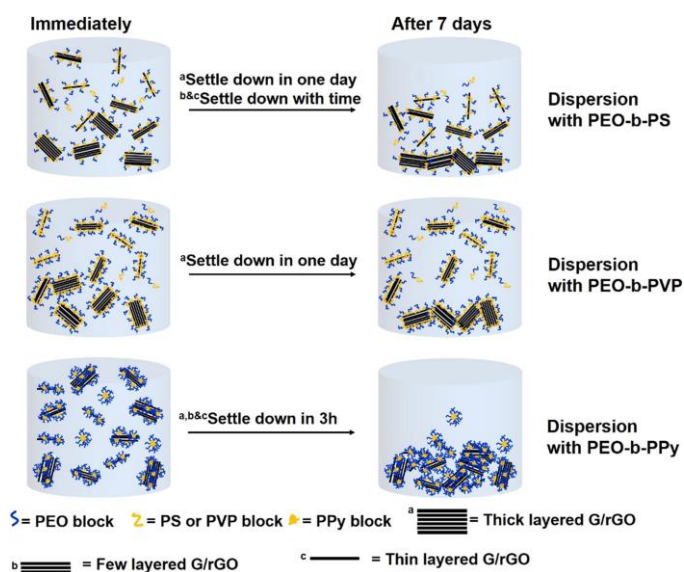 Immediately
After 7 days
ᵃSettle down in one day
ᵇ&ᶜSettle down with time
Dispersion
with PEO-b-PS
ᵃSettle down in one day
Dispersion
with PEO-b-PVP
ᵃ,ᵇ&ᶜSettle down in 3h
Dispersion
with PEO-b-PPy
= PEO block
= PS or PVP block
= PPy block
a = Thick layered G/rGO
b = Few layered G/rGO
c = Thin layered G/rGO